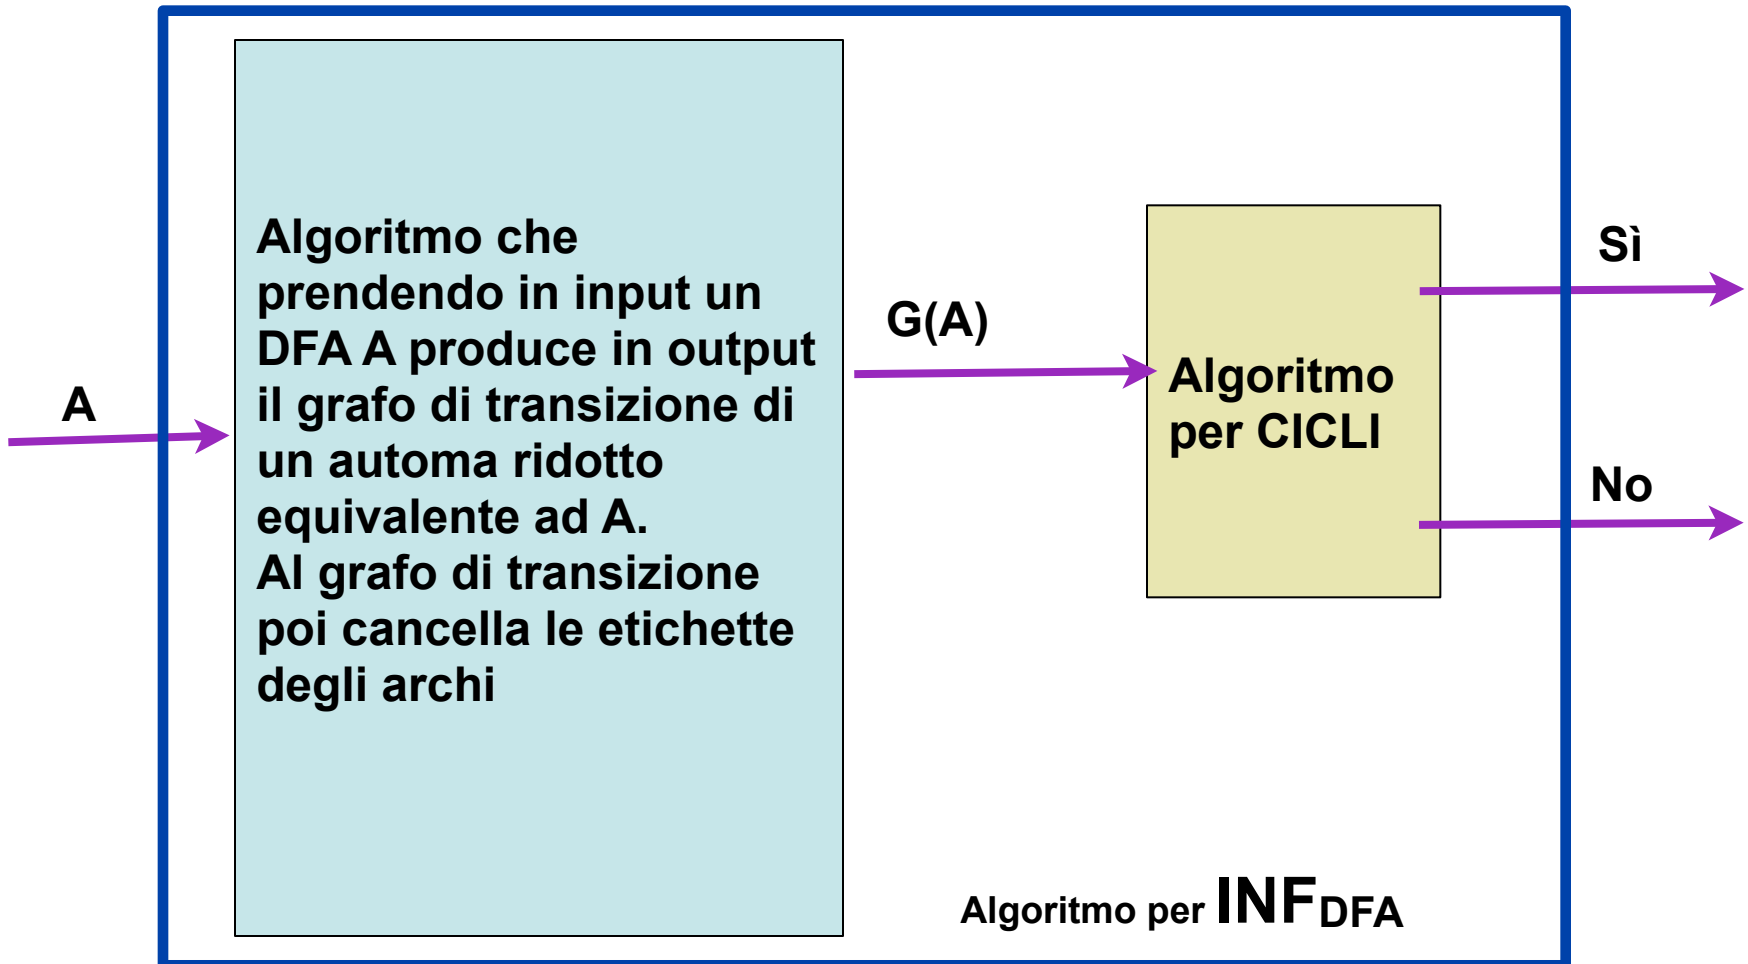 A
Algoritmo che
prendendo in input un
DFA A produce in output
il grafo di transizione di
un automa ridotto
equivalente ad A.
Al grafo di transizione
poi cancella le etichette
degli archi
G(A)
Algoritmo
per CICLI
Sì
No
Algoritmo per INFDFA